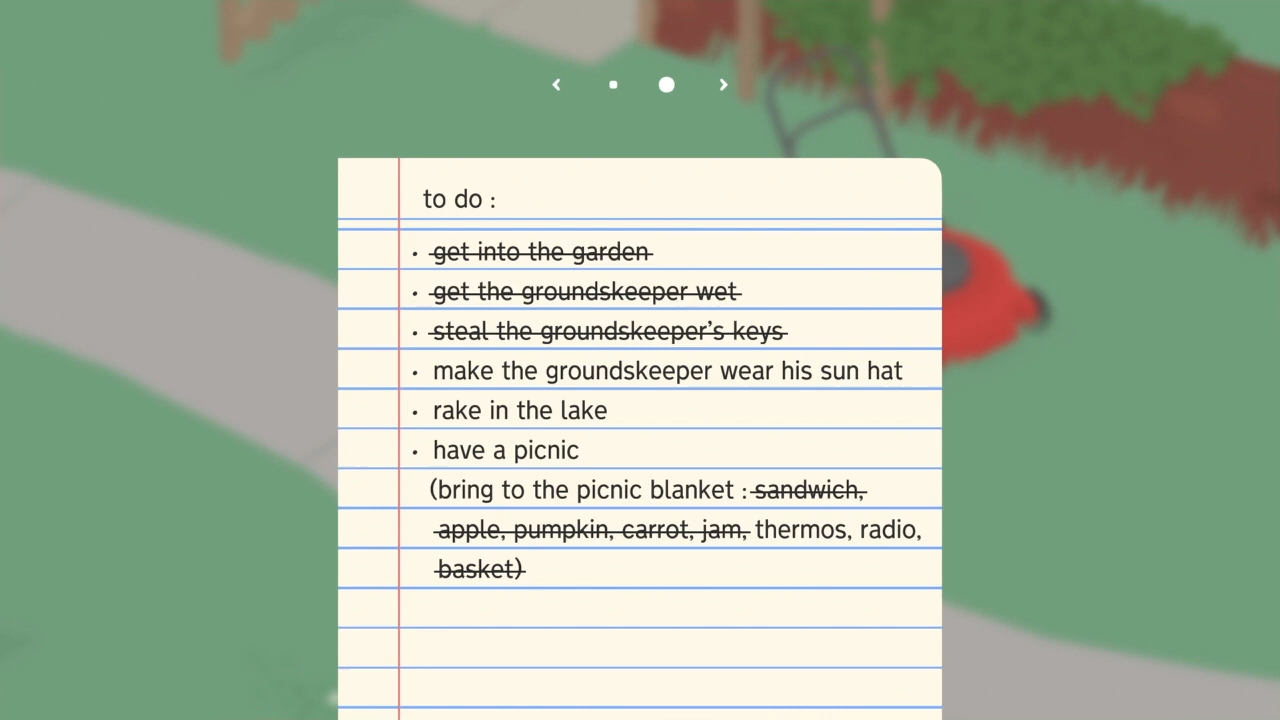 to do :
· get into the garden
· get the groundskeeper wet
· steal the groundskeeper's keys
· make the groundskeeper wear his sun hat
· rake in the lake
· have a picnic
(bring to the picnic blanket : sandwich,
apple, pumpkin, carrot, jam, thermos, radio,
basket)